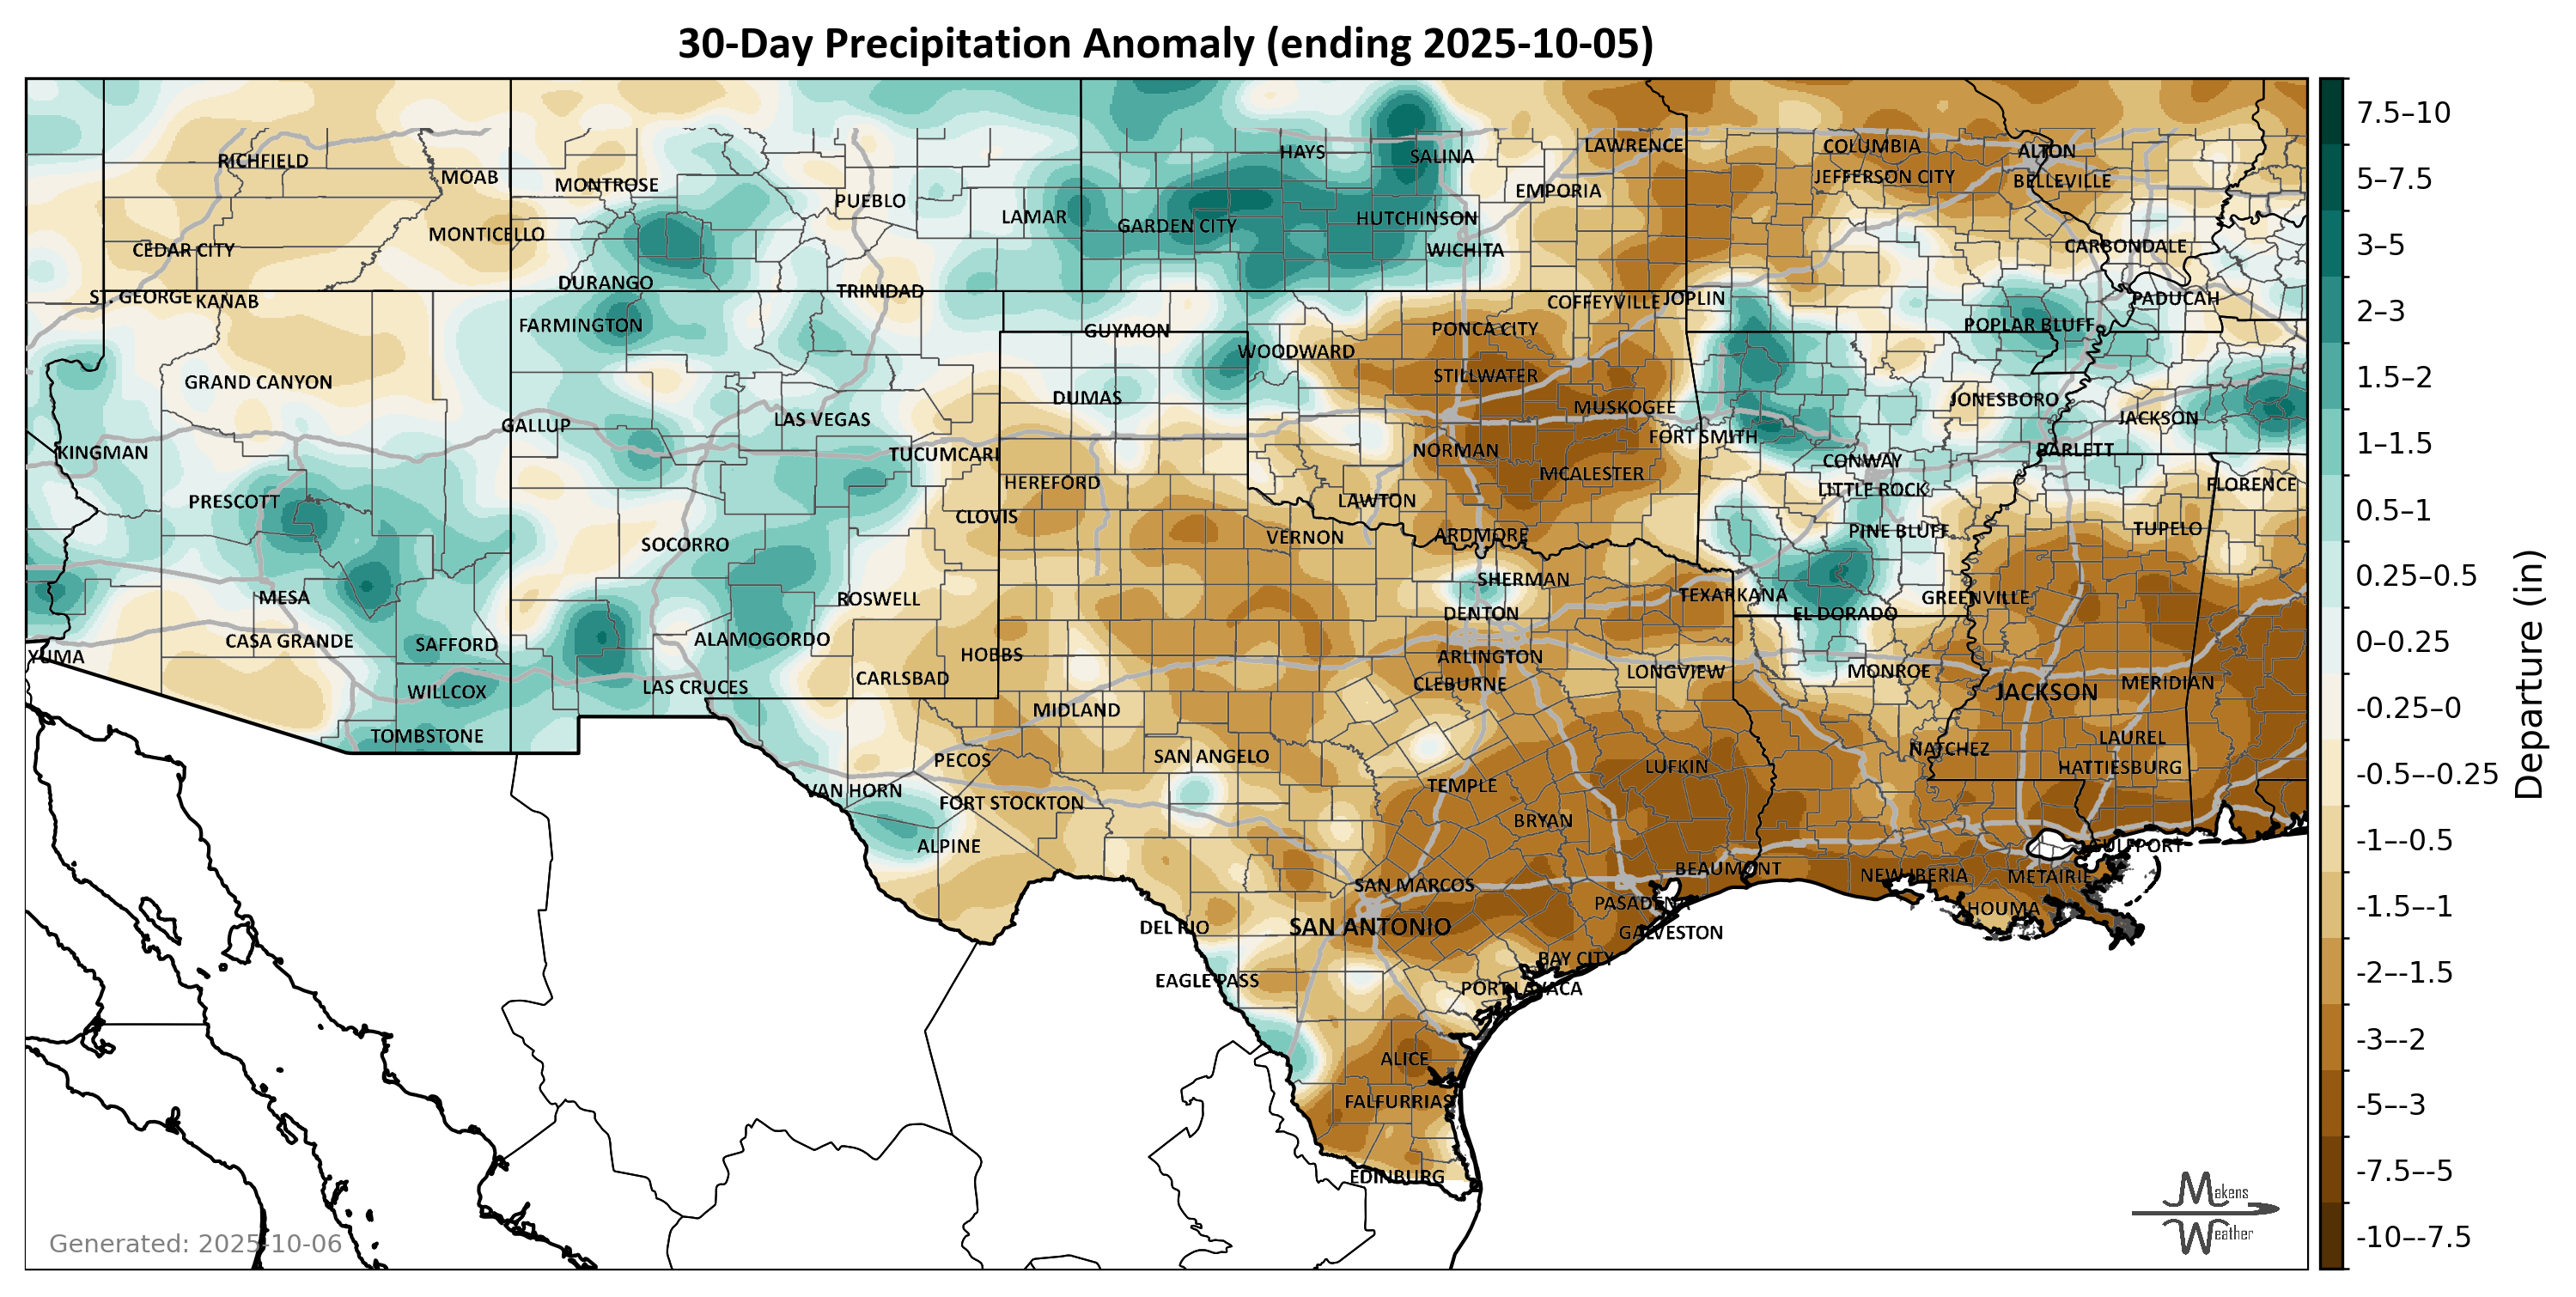 30-Day Precipitation Anomaly (ending 2025-10-05)
RICHFIELD
MOAB
MONTROSE
PUEBLO
HAYS
SALINA
LAWRENCE
EMPORIA
COLUMBIA
ALTON
JEFFERSON CITY
BELLEVILLE
CEDAR CITY
MONTICELLO
LAMAR
GARDEN CITY
HUTCHINSON
WICHITA
CARBONDALE
ST. GEORGE
KANAB
DURANGO
TRINIDAD
COFFEYVILLE
JOPLIN
PADUCAH
FARMINGTON
GUYMON
PONCA CITY
POPLAR BLUFF
WOODWARD
GRAND CANYON
DUMAS
STILLWATER
MUSKOGEE
JONESBORO
JACKSON
GALLUP
LAS VEGAS
FORT SMITH
KINGMAN
TUCUMCARI
NORMAN
BARLETT
CONWAY
PRESCOTT
HEREFORD
MCALESTER
LITTLE ROCK
FLORENCE
LAWTON
CLOVIS
SOCORRO
VERNON
ARDMORE
PINE BLUFF
TUPELO
MESA
ROSWELL
SHERMAN
DENTON
TEXARKANA
EL DORADO
GREENVILLE
CASA GRANDE
SAFFORD
ALAMOGORDO
HOBBS
ARLINGTON
YUMA
WILLCOX
LAS CRUCES
CARLSBAD
CLEBURNE
LONGVIEW
MONROE
JACKSON
MERIDIAN
TOMBSTONE
MIDLAND
PECOS
SAN ANGELO
NATCHEZ
LAUREL
HATTIESBURG
VAN HORN
FORT STOCKTON
TEMPLE
LUFKIN
ALPINE
BRYAN
GULFPORT
BEAUMONT
SAN MARCOS
NEW IBERIA
METAIRIE
PASADENA
HOUMA
DEL RIO
SAN ANTONIO
GALVESTON
BAY CITY
EAGLE PASS
PORT LAVACA
ALICE
FALFURRIAS
EDINBURG
7.5–10
5–7.5
3–5
2–3
1.5–2
1–1.5
0.5–1
0.25–0.5
0–0.25
-0.25–0
-0.5–-0.25
-1–-0.5
-1.5–-1
-2–-1.5
-3–-2
-5–-3
-7.5–-5
-10–-7.5
Departure (in)
Makens
Weather
Generated: 2025-10-06